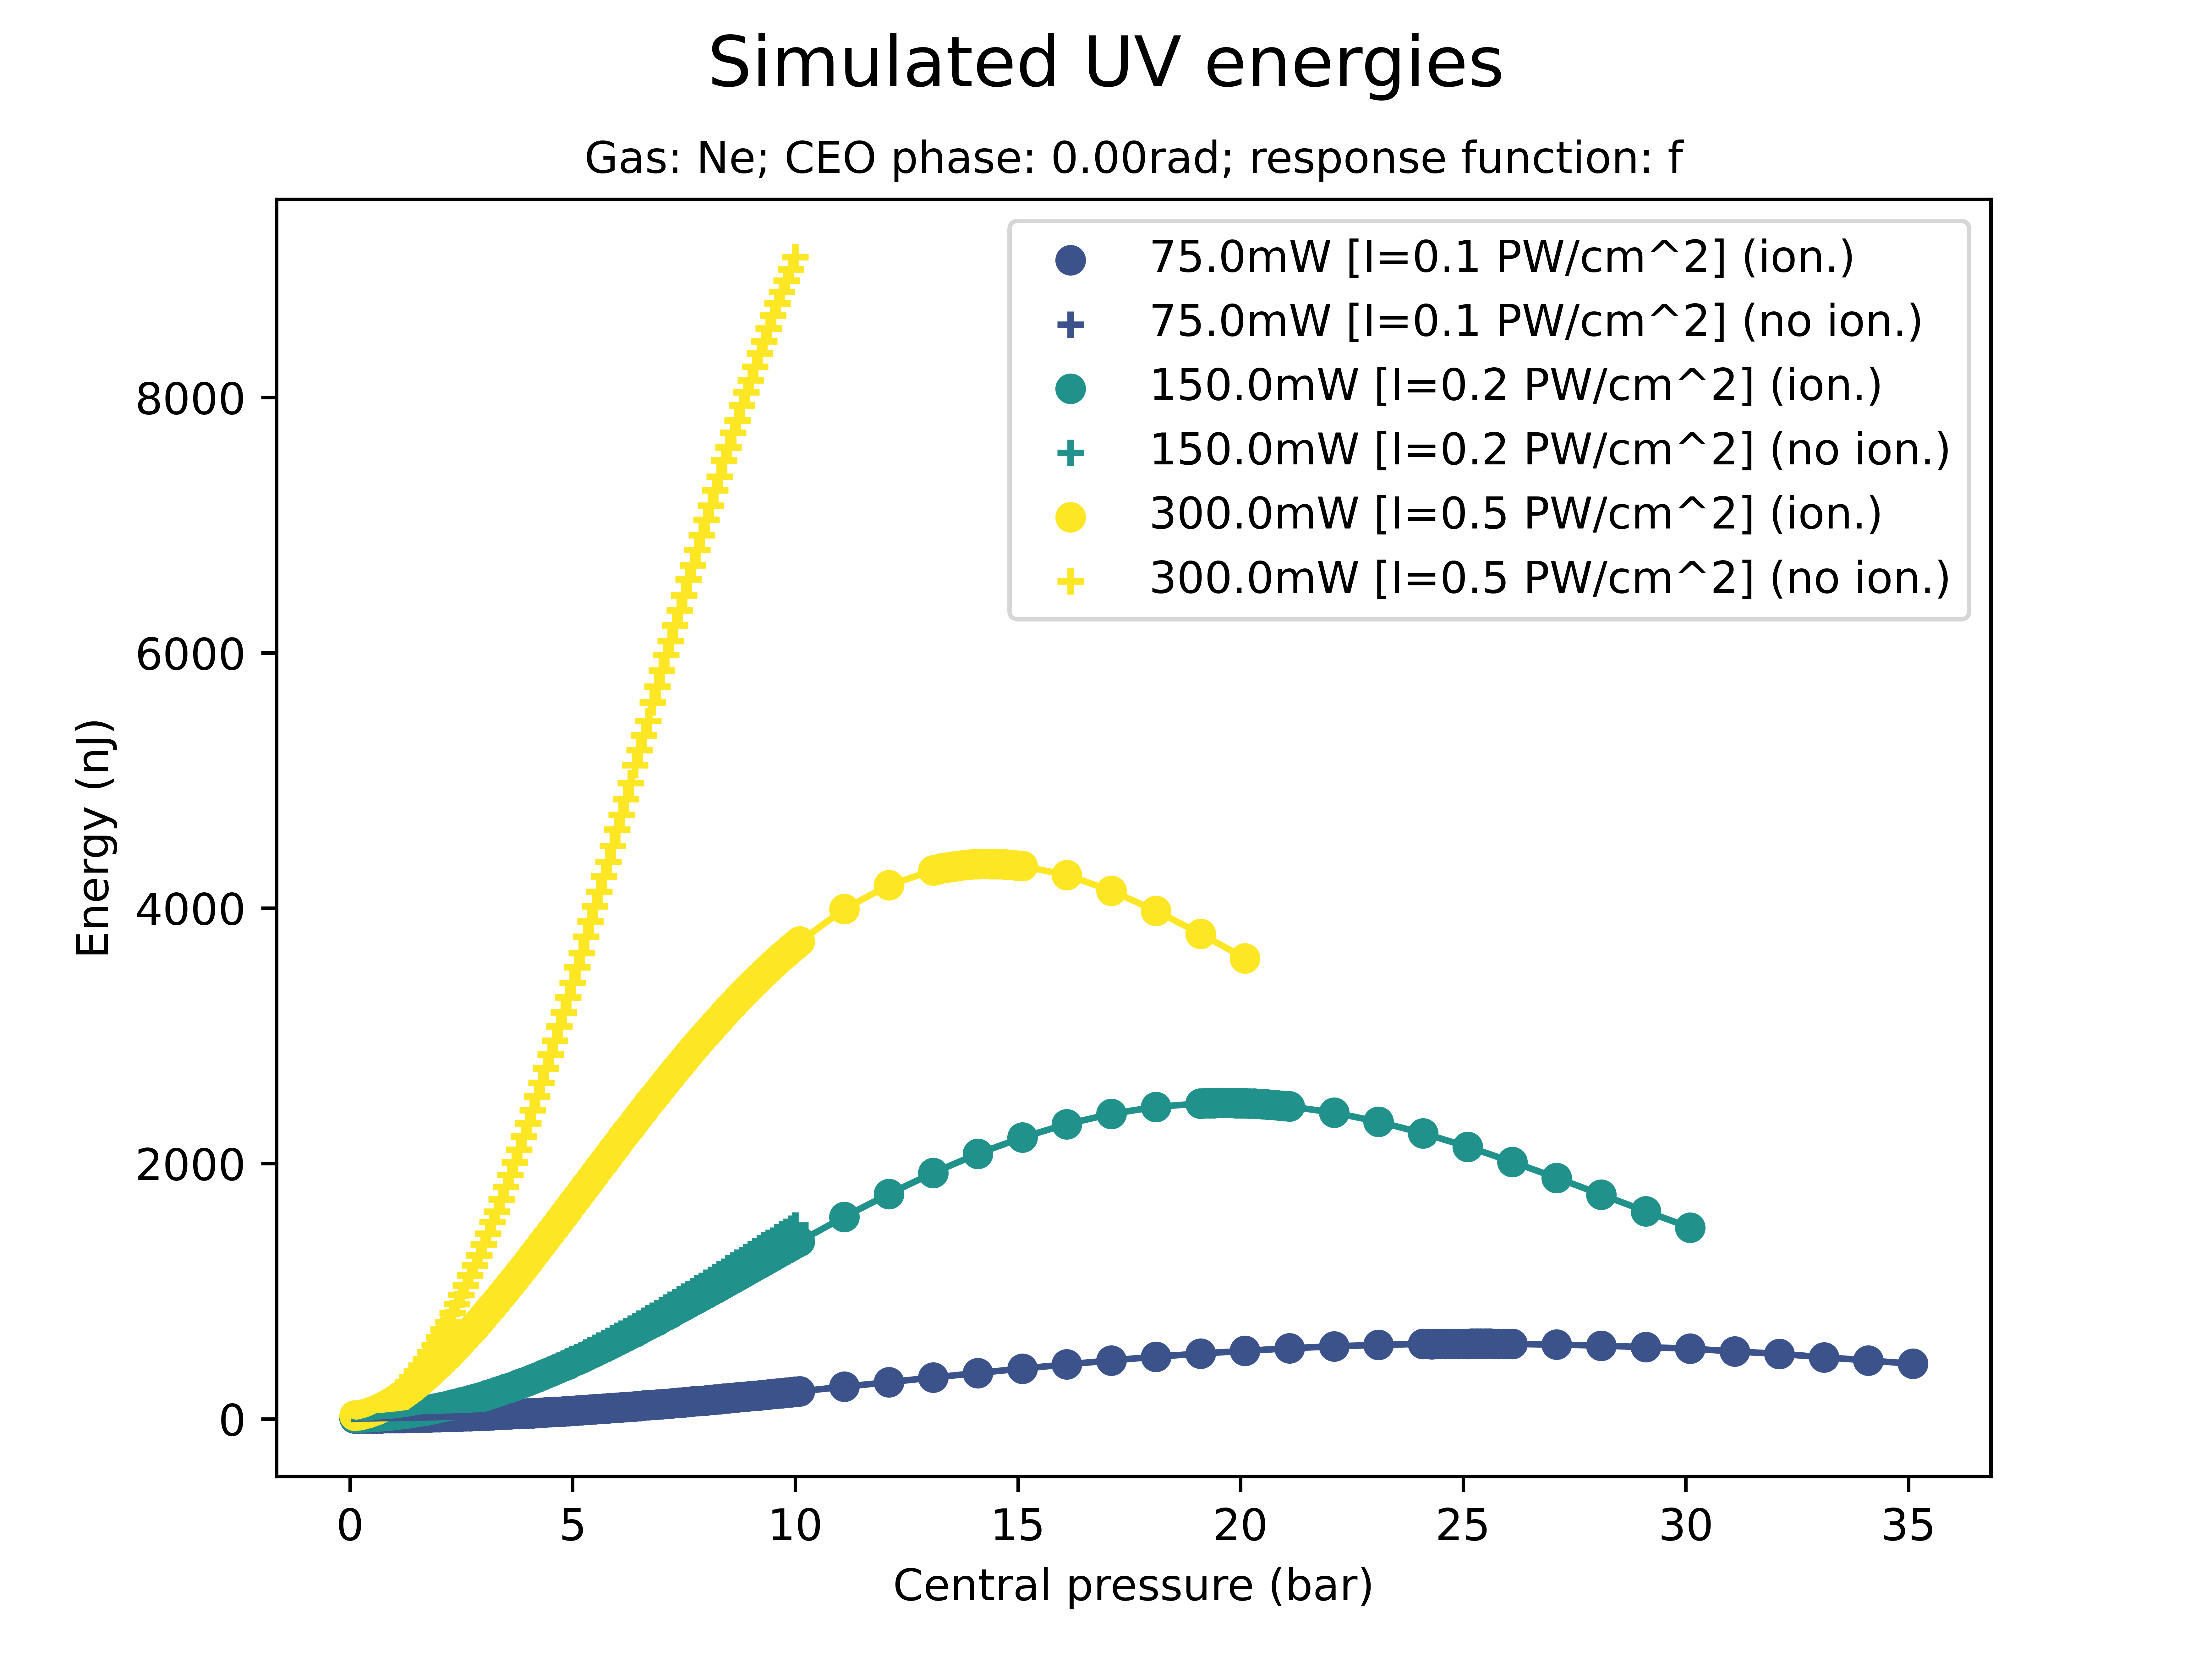 Simulated UV energies
Gas: Ne; CEO phase: 0.00rad; response function: f
75.0mW [I=0.1 PW/cm^2] (ion.)
75.0mW [I=0.1 PW/cm^2] (no ion.)
150.0mW [I=0.2 PW/cm^2] (ion.)
150.0mW [I=0.2 PW/cm^2] (no ion.)
300.0mW [I=0.5 PW/cm^2] (ion.)
300.0mW [I=0.5 PW/cm^2] (no ion.)
8000
6000
4000
2000
0
Energy (nJ)
0 5 10 15 20 25 30 35
Central pressure (bar)